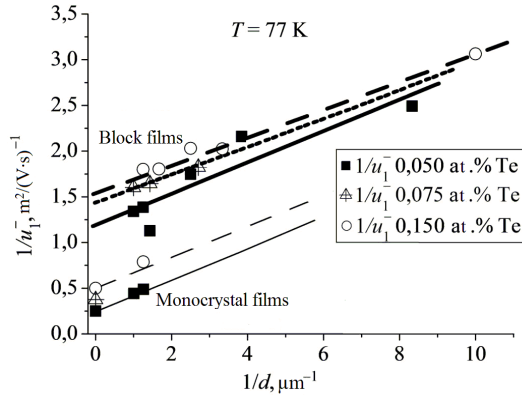 T = 77 K
3,5
3,0
2,5
2,0
1,5
1,0
0,5
0,0
1/u₁⁻, m²/(V·s)⁻¹
Block films
Monocrystal films
1/u₁⁻ 0,050 at .% Te
1/u₁⁻ 0,075 at .% Te
1/u₁⁻ 0,150 at .% Te
0 2 4 6 8 10
1/d, μm⁻¹